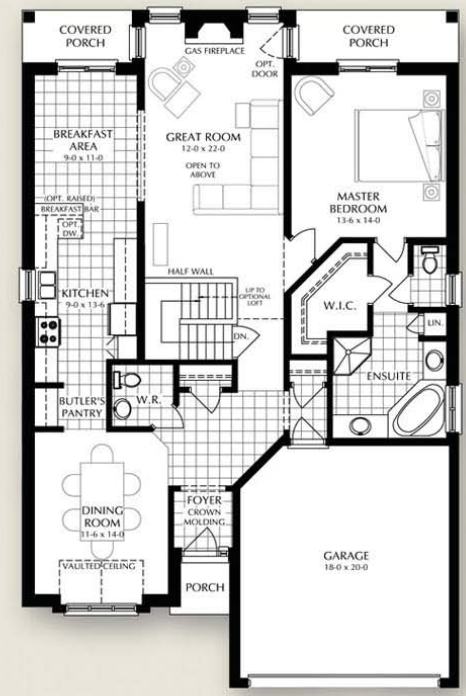 COVERED
PORCH
GAS FIREPLACE
COVERED
PORCH
OPT.
DOOR
BREAKFAST
AREA
9-0 x 11-0
GREAT ROOM
12-0 x 22-0
OPEN TO
ABOVE
MASTER
BEDROOM
13-6 x 14-0
(OPT. RAISED)
BREAKFAST BAR
OPT.
DW.
KITCHEN
9-0 x 13-6
HALF WALL
UP TO
OPTIONAL
LOFT
DN.
W.I.C.
LIN.
ENSUITE
BUTLER'S
PANTRY
W.R.
DINING
ROOM
11-6 x 14-0
VAULTED CEILING
FOYER
CROWN
MOLDING
PORCH
GARAGE
18-0 x 20-0